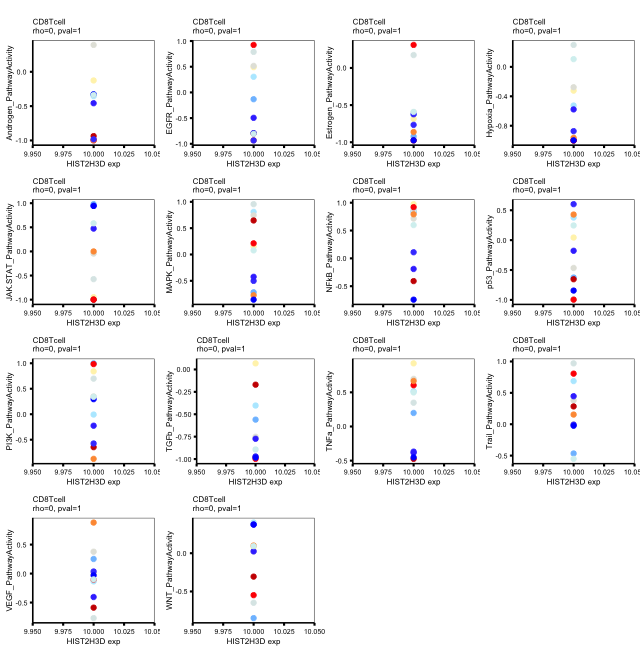 CD8Tcell
rho=0, pval=1
Androgen_PathwayActivity
0.0
-0.5
-1.0
9.950 9.975 10.000 10.025 10.05
HIST2H3D exp
CD8Tcell
rho=0, pval=1
EGFR_PathwayActivity
1.0
0.5
0.0
-0.5
-1.0
9.950 9.975 10.000 10.025 10.05
HIST2H3D exp
CD8Tcell
rho=0, pval=1
Estrogen_PathwayActivity
0.0
-0.5
-1.0
9.950 9.975 10.000 10.025 10.05
HIST2H3D exp
CD8Tcell
rho=0, pval=1
Hypoxia_PathwayActivity
0.0
-0.4
-0.8
9.950 9.975 10.000 10.025 10.05
HIST2H3D exp
CD8Tcell
rho=0, pval=1
JAK-STAT_PathwayActivity
1.0
0.5
0.0
-0.5
-1.0
9.950 9.975 10.000 10.025 10.05
HIST2H3D exp
CD8Tcell
rho=0, pval=1
MAPK_PathwayActivity
1.0
0.5
0.0
-0.5
9.950 9.975 10.000 10.025 10.05
HIST2H3D exp
CD8Tcell
rho=0, pval=1
NFkB_PathwayActivity
1.0
0.5
0.0
-0.5
9.950 9.975 10.000 10.025 10.05
HIST2H3D exp
CD8Tcell
rho=0, pval=1
p53_PathwayActivity
0.5
0.0
-0.5
-1.0
9.950 9.975 10.000 10.025 10.05
HIST2H3D exp
CD8Tcell
rho=0, pval=1
PI3K_PathwayActivity
1.0
0.5
0.0
-0.5
9.950 9.975 10.000 10.025 10.05
HIST2H3D exp
CD8Tcell
rho=0, pval=1
TGFb_PathwayActivity
0.00
-0.25
-0.50
-0.75
-1.00
9.950 9.975 10.000 10.025 10.05
HIST2H3D exp
CD8Tcell
rho=0, pval=1
TNFa_PathwayActivity
0.5
0.0
-0.5
9.950 9.975 10.000 10.025 10.05
HIST2H3D exp
CD8Tcell
rho=0, pval=1
Trail_PathwayActivity
1.0
0.5
0.0
-0.5
9.950 9.975 10.000 10.025 10.05
HIST2H3D exp
CD8Tcell
rho=0, pval=1
VEGF_PathwayActivity
0.5
0.0
-0.5
9.950 9.975 10.000 10.025 10.05
HIST2H3D exp
CD8Tcell
rho=0, pval=1
WNT_PathwayActivity
0.0
-0.5
9.950 9.975 10.000 10.025 10.050
HIST2H3D exp